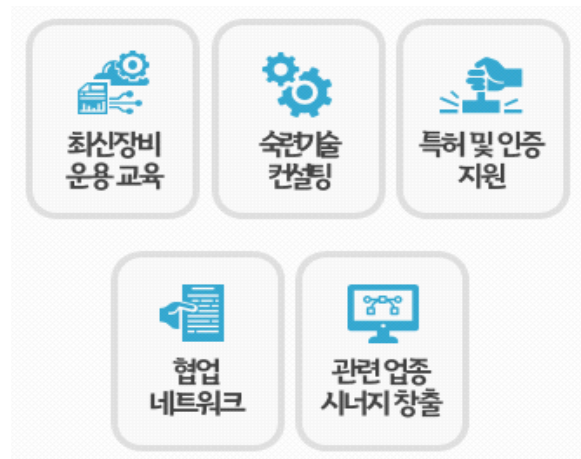 최신장비
운용 교육
숙련기술
컨설팅
특허 및 인증
지원
협업
네트워크
관련 업종
시너지 창출